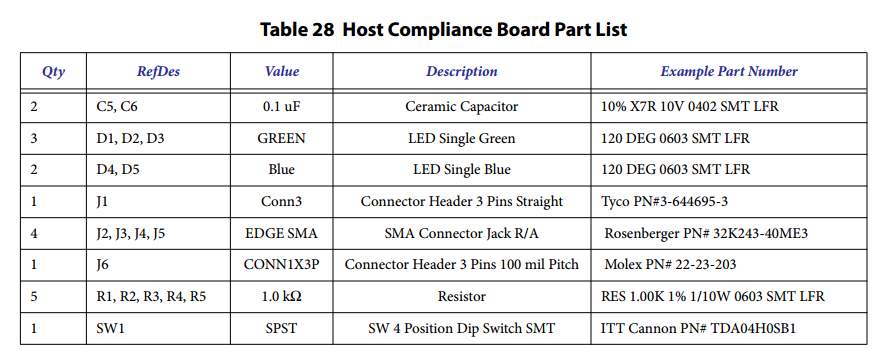 Table 28 Host Compliance Board Part List
Qty RefDes Value Description Example Part Number
2 C5, C6 0.1 uF Ceramic Capacitor 10% X7R 10V 0402 SMT LFR
3 D1, D2, D3 GREEN LED Single Green 120 DEG 0603 SMT LFR
2 D4, D5 Blue LED Single Blue 120 DEG 0603 SMT LFR
1 J1 Conn3 Connector Header 3 Pins Straight Tyco PN#3-644695-3
4 J2, J3, J4, J5 EDGE SMA SMA Connector Jack R/A Rosenberger PN# 32K243-40ME3
1 J6 CONN1X3P Connector Header 3 Pins 100 mil Pitch Molex PN# 22-23-203
5 R1, R2, R3, R4, R5 1.0 kΩ Resistor RES 1.00K 1% 1/10W 0603 SMT LFR
1 SW1 SPST SW 4 Position Dip Switch SMT ITT Cannon PN# TDA04H0SB1